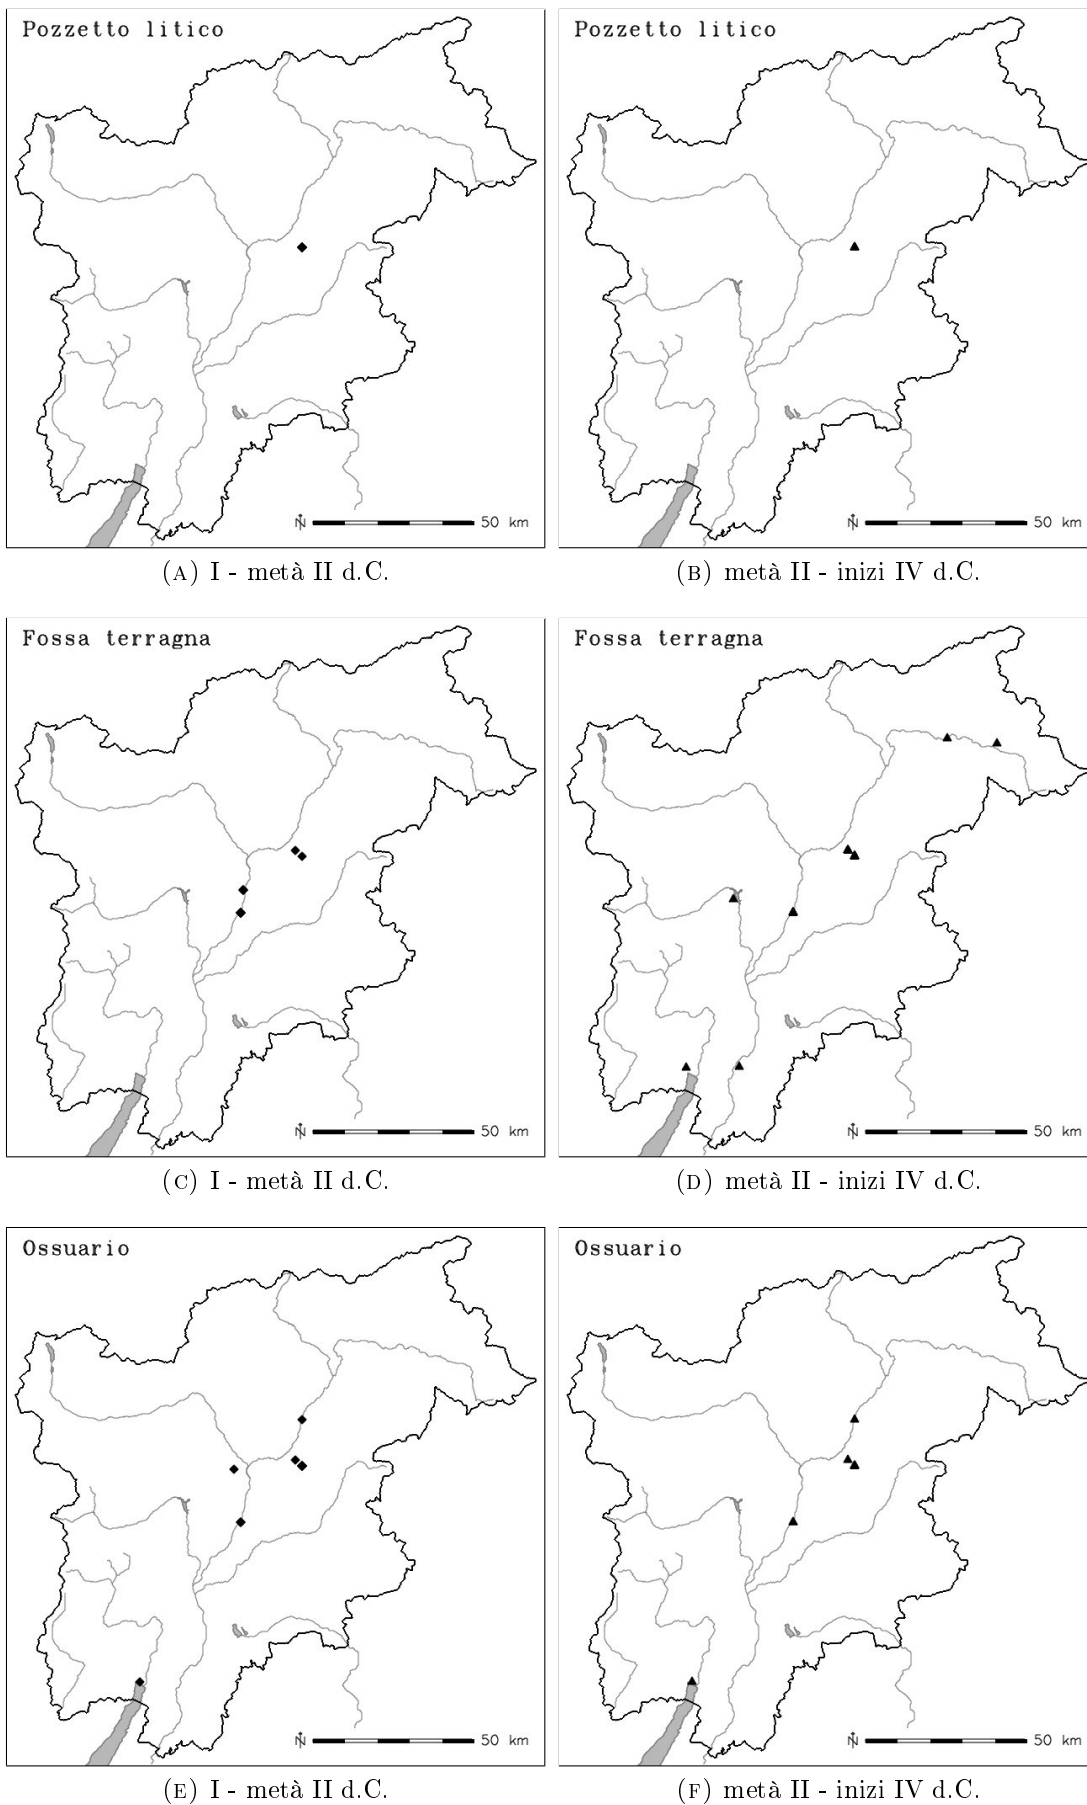 Pozzetto litico
Pozzetto litico
N 50 km
N 50 km
(A) I - metà II d.C.
(B) metà II - inizi IV d.C.
Fossa terragna
Fossa terragna
N 50 km
N 50 km
(C) I - metà II d.C.
(D) metà II - inizi IV d.C.
Ossuario
Ossuario
N 50 km
N 50 km
(E) I - metà II d.C.
(F) metà II - inizi IV d.C.